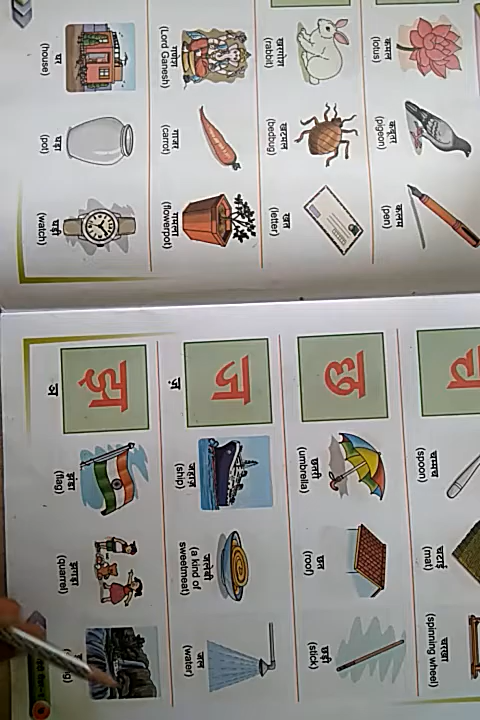 कमल
(lotus)
कबूतर
(pigeon)
कलम
(pen)
खरगोश
(rabbit)
खटमल
(bedbug)
खत
(letter)
गणेश
(Lord Ganesh)
गाजर
(carrot)
गमला
(flowerpot)
घर
(house)
घड़ा
(pot)
घड़ी
(watch)
च
चम्मच
(spoon)
चटाई
(mat)
चरखा
(spinning wheel)
छ
छतरी
(umbrella)
छत
(roof)
छड़ी
(stick)
ज
ज़
जहाज़
(ship)
जलेबी
(a kind of
sweetmeat)
जल
(water)
झ
झंडा
(flag)
झगड़ा
(quarrel)